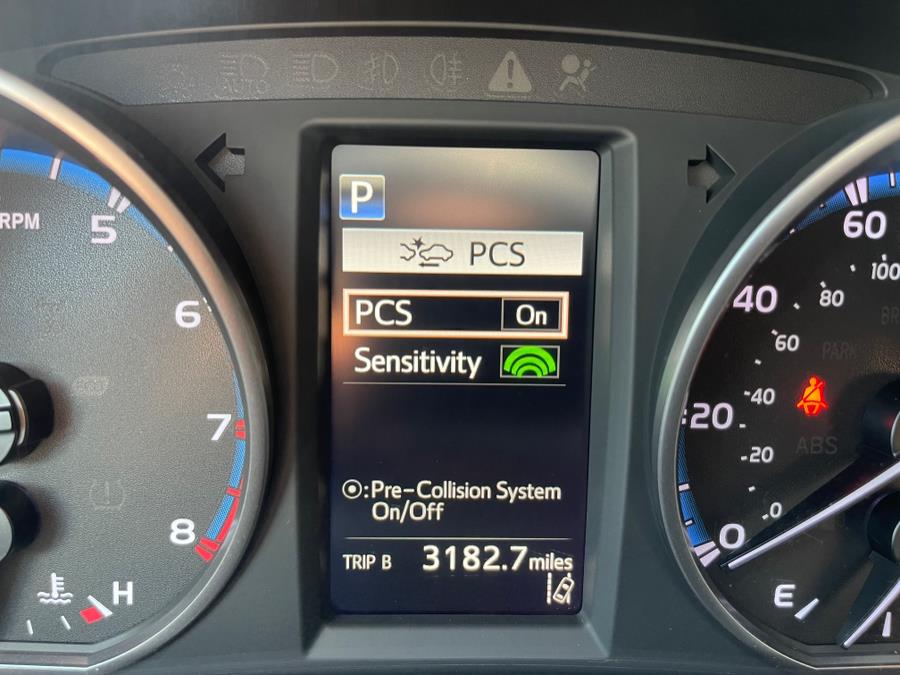 AUTO
P
PCS
PCS On
Sensitivity
:Pre-Collision System
On/Off
TRIP B 3182.7 miles
RPM
5
6
7
8
H
60
100
40
80
60
PARK
40
20
ABS
20
0
0
E